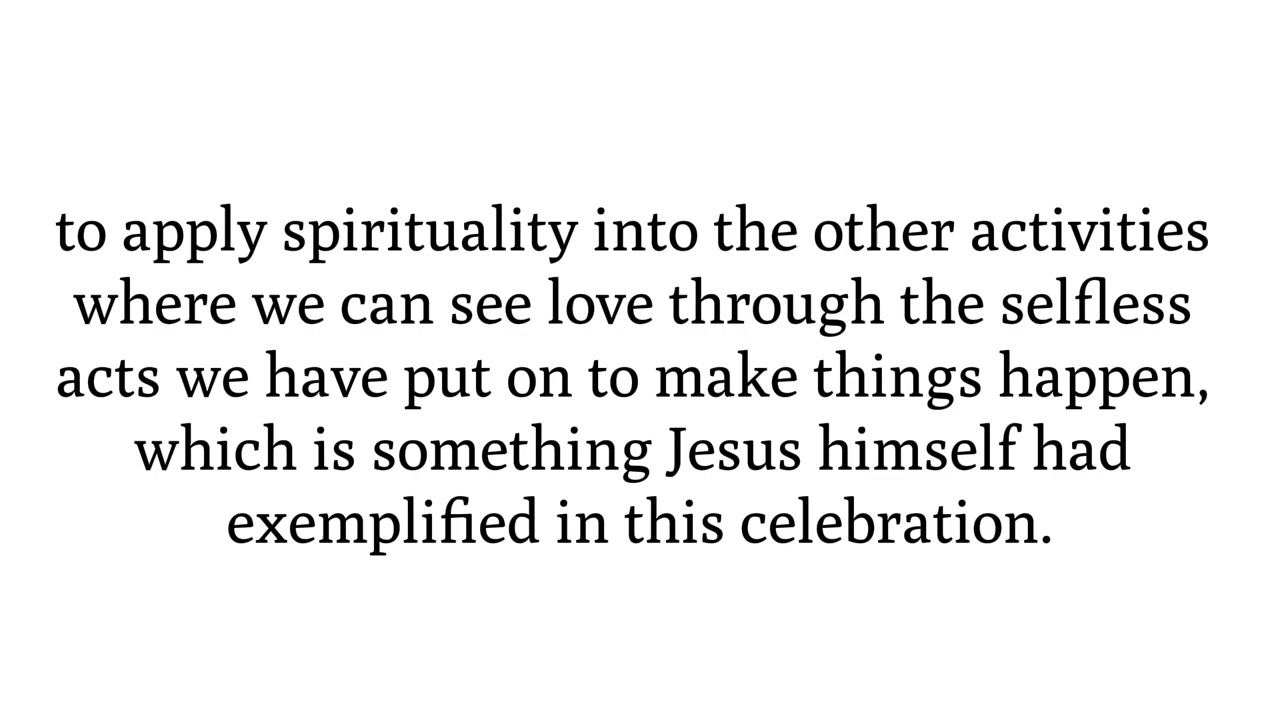 to apply spirituality into the other activities
where we can see love through the selfless
acts we have put on to make things happen,
which is something Jesus himself had
exemplified in this celebration.